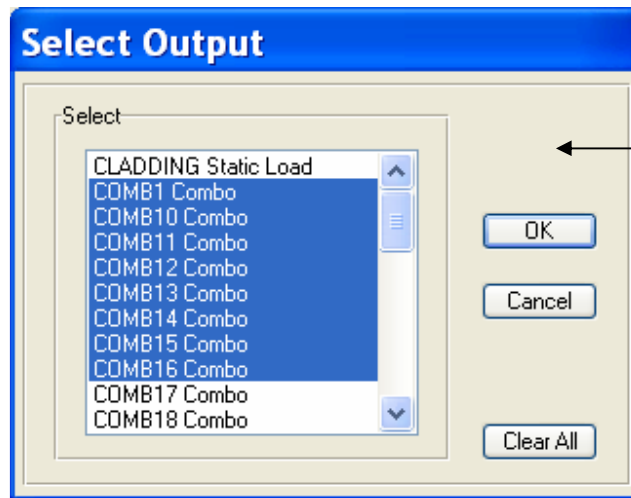 Select Output
Select
CLADDING Static Load
COMB1 Combo
COMB10 Combo
COMB11 Combo
COMB12 Combo
COMB13 Combo
COMB14 Combo
COMB15 Combo
COMB16 Combo
COMB17 Combo
COMB18 Combo
OK
Cancel
Clear All